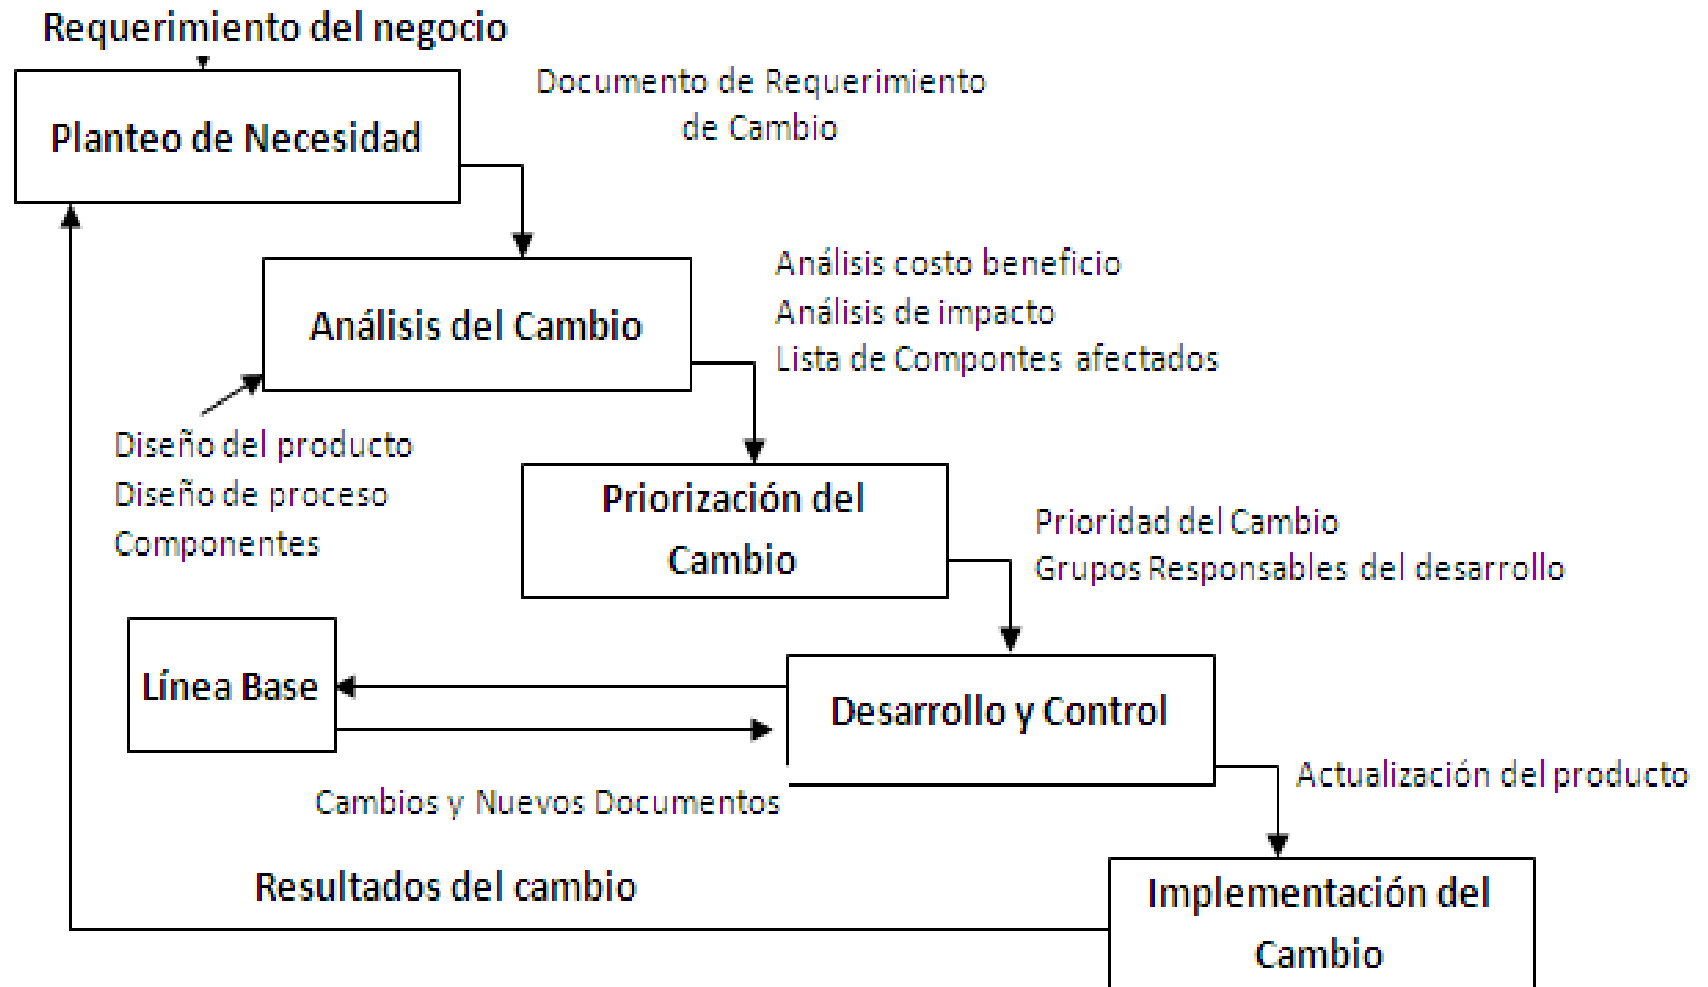 Requerimiento del negocio
Planteo de Necesidad
Documento de Requerimiento
de Cambio
Análisis del Cambio
Análisis costo beneficio
Análisis de impacto
Lista de Compontes afectados
Diseño del producto
Diseño de proceso
Componentes
Priorización del
Cambio
Prioridad del Cambio
Grupos Responsables del desarrollo
Línea Base
Desarrollo y Control
Cambios y Nuevos Documentos
Actualización del producto
Resultados del cambio
Implementación del
Cambio